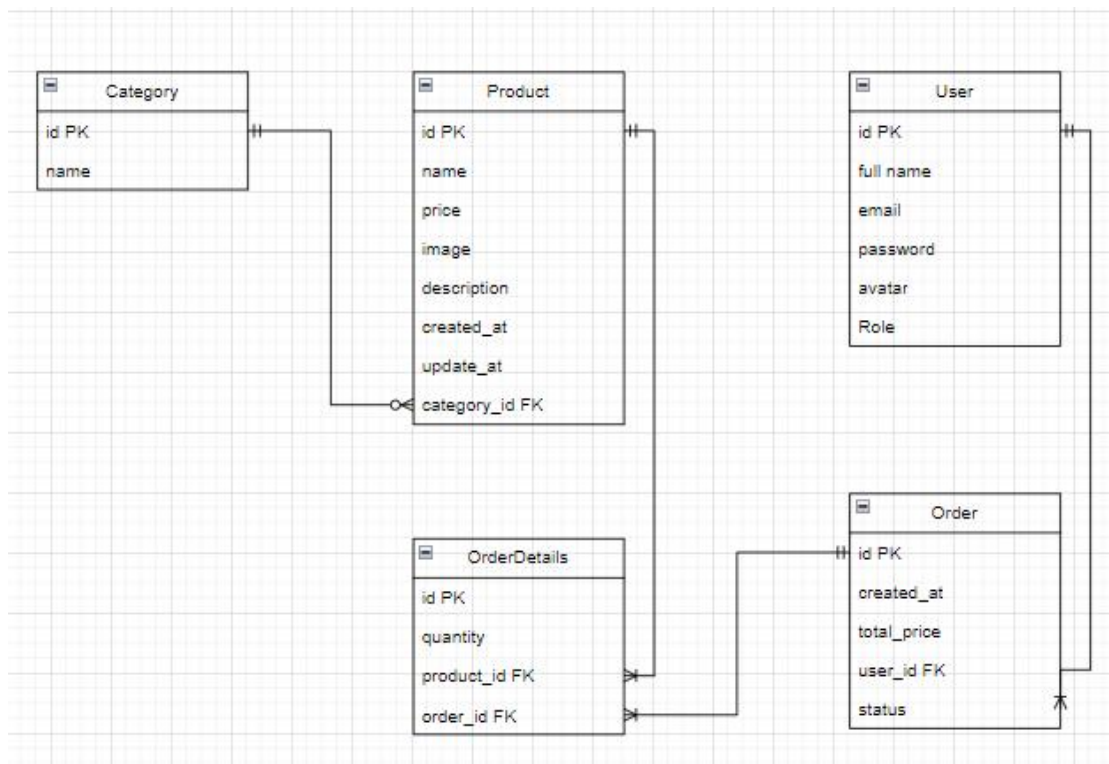 Category
id PK
name
Product
id PK
name
price
image
description
created_at
update_at
category_id FK
User
id PK
full name
email
password
avatar
Role
OrderDetails
id PK
quantity
product_id FK
order_id FK
Order
id PK
created_at
total_price
user_id FK
status